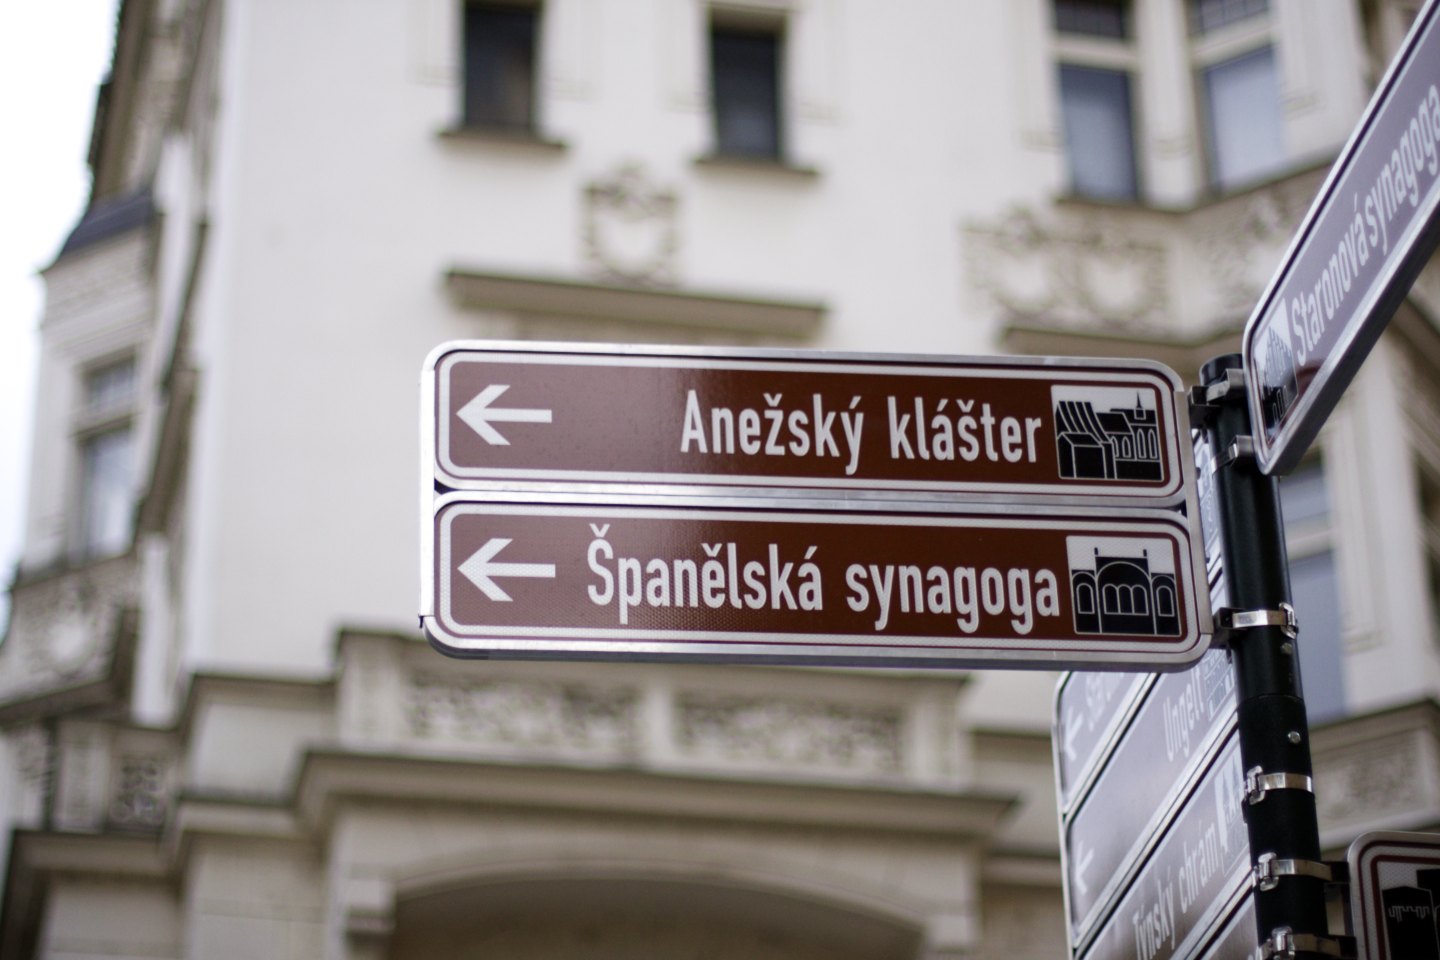 Anežský klášter
Španělská synagoga
Staronová synagoga
Ungelt
Týnský chrám